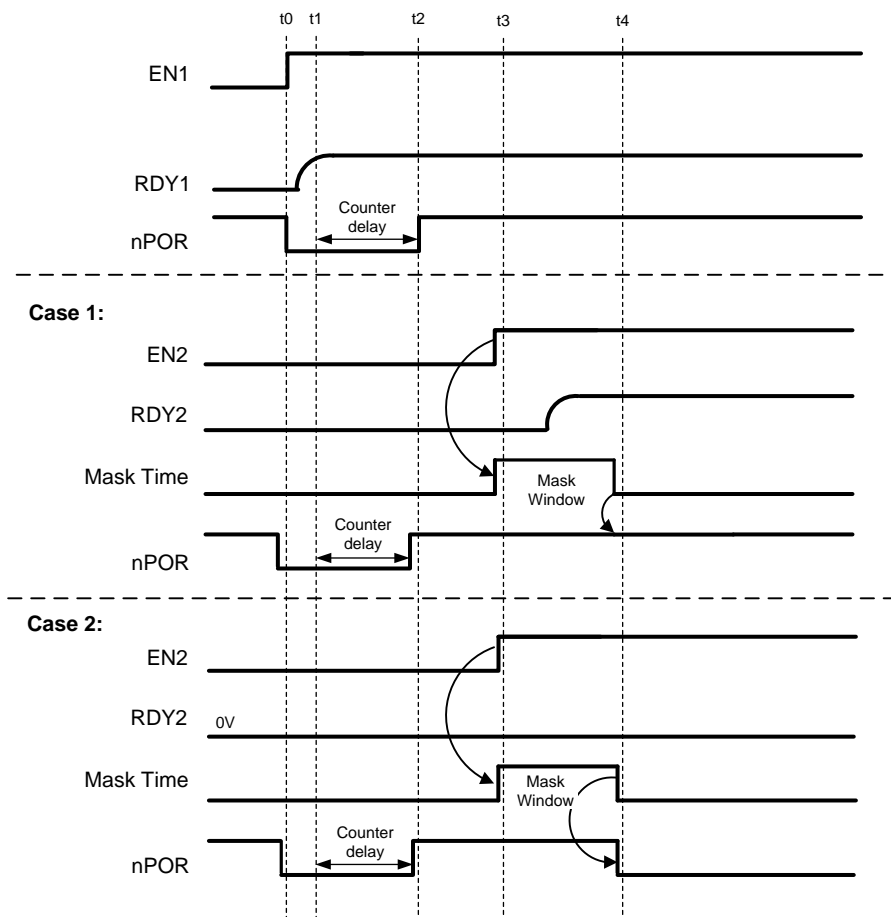 t0 t1 t2 t3 t4
EN1
RDY1
Counter
delay
nPOR
Case 1:
EN2
RDY2
Mask Time
Mask
Window
Counter
delay
nPOR
Case 2:
EN2
RDY2
0V
Mask Time
Mask
Window
Counter
delay
nPOR